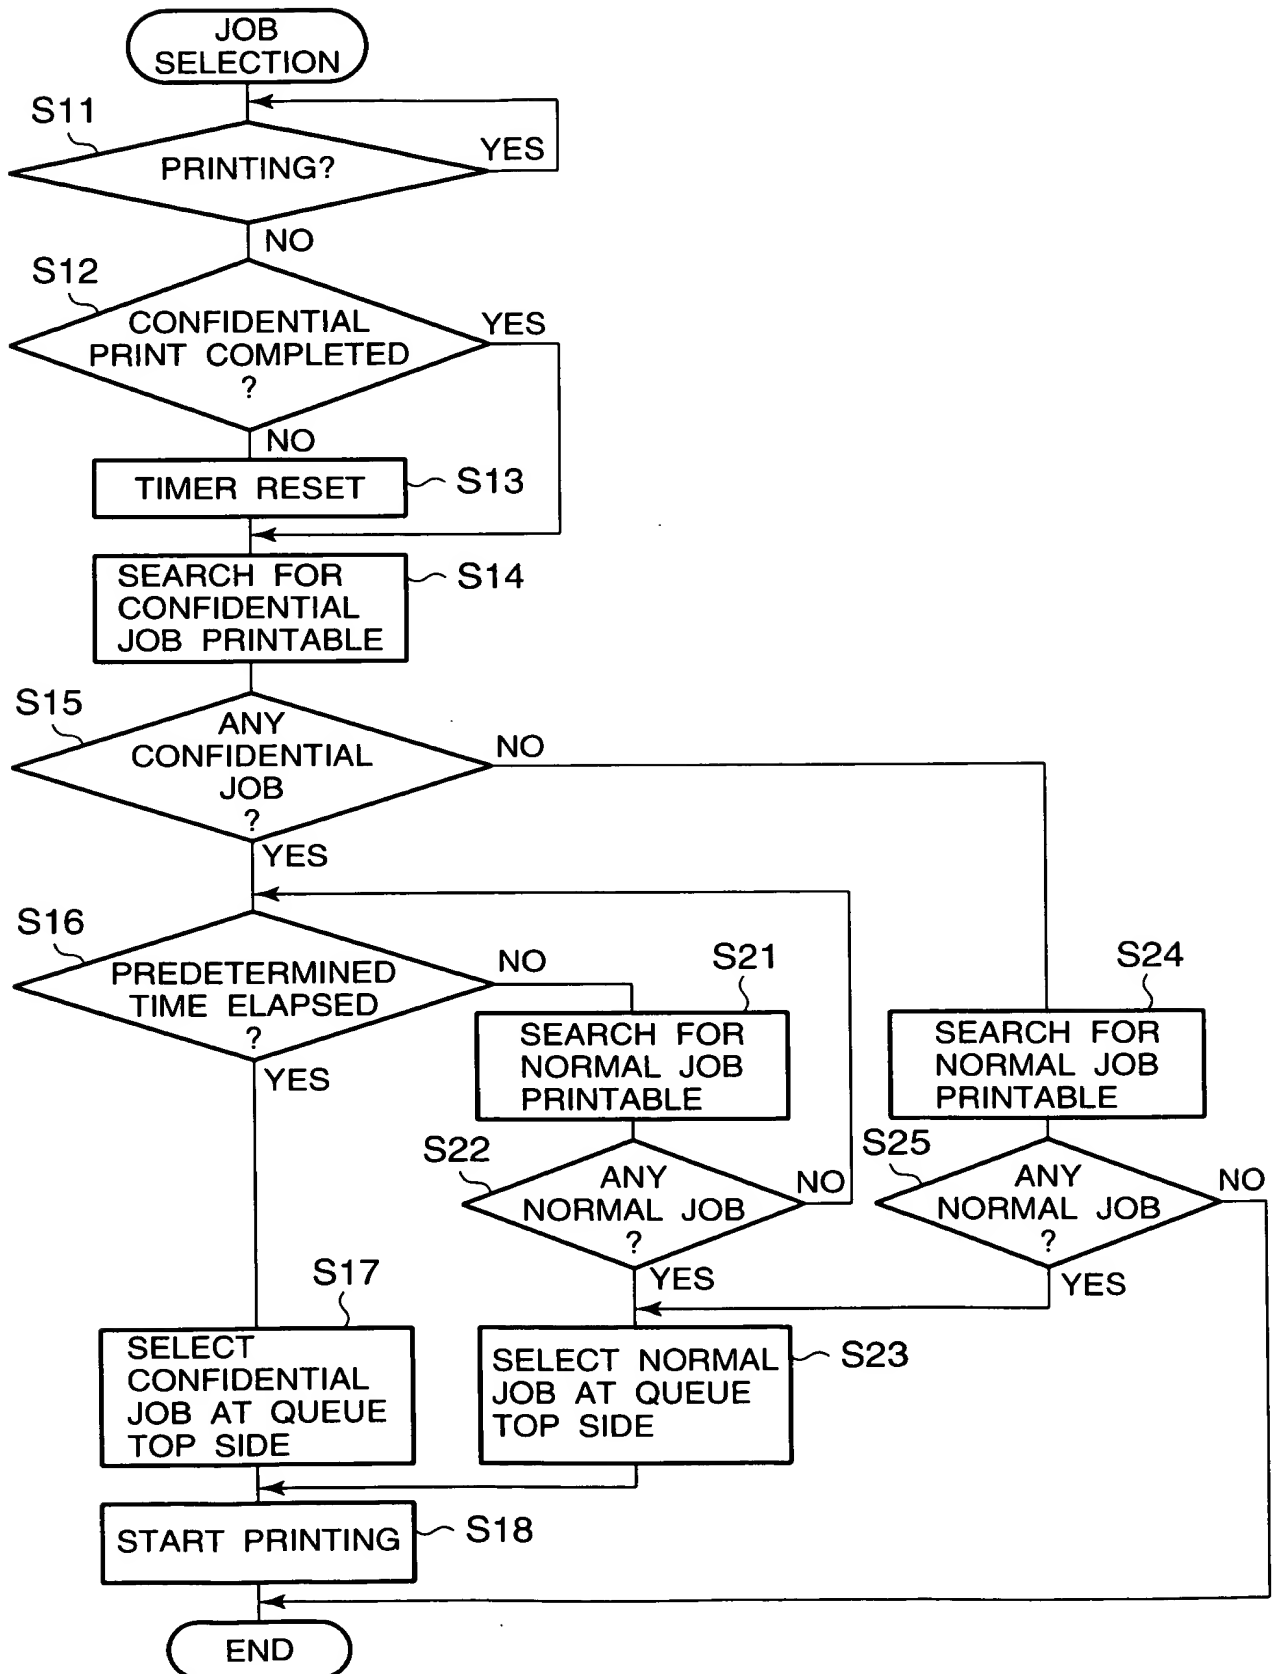 JOB
SELECTION
S11
PRINTING?
YES
NO
S12
CONFIDENTIAL
PRINT COMPLETED
?
YES
NO
TIMER RESET
S13
SEARCH FOR
CONFIDENTIAL
JOB PRINTABLE
S14
S15
ANY
CONFIDENTIAL
JOB
?
NO
YES
S16
PREDETERMINED
TIME ELAPSED
?
NO
YES
S21
SEARCH FOR
NORMAL JOB
PRINTABLE
S22
ANY
NORMAL JOB
?
NO
YES
S24
SEARCH FOR
NORMAL JOB
PRINTABLE
S25
ANY
NORMAL JOB
?
NO
YES
S17
SELECT
CONFIDENTIAL
JOB AT QUEUE
TOP SIDE
SELECT NORMAL
JOB AT QUEUE
TOP SIDE
S23
START PRINTING
S18
END